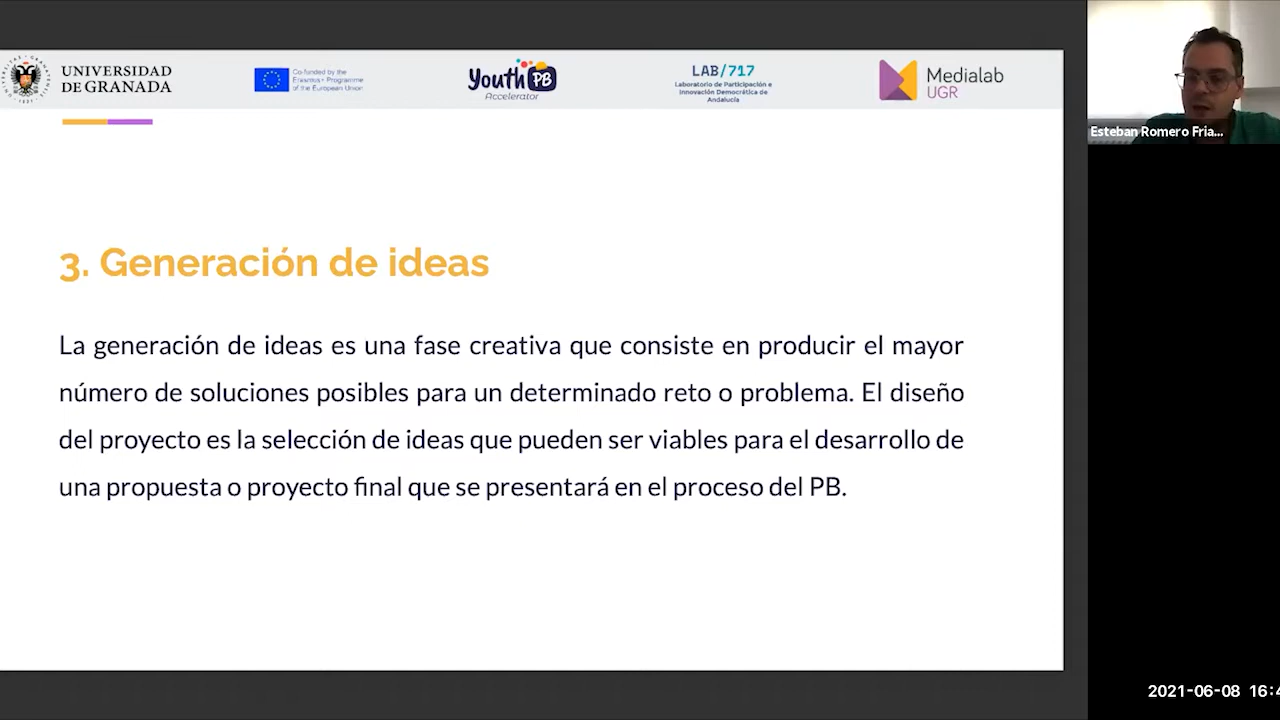 UNIVERSIDAD
DE GRANADA
Co-funded by the
Erasmus+ Programme
of the European Union
Youth PB
Accelerator
LAB/717
Laboratorio de Participación e
Innovación Democrática de
Andalucía
Medialab
UGR
Esteban Romero Fria...
3. Generación de ideas
La generación de ideas es una fase creativa que consiste en producir el mayor
número de soluciones posibles para un determinado reto o problema. El diseño
del proyecto es la selección de ideas que pueden ser viables para el desarrollo de
una propuesta o proyecto final que se presentará en el proceso del PB.
2021-06-08 16:4